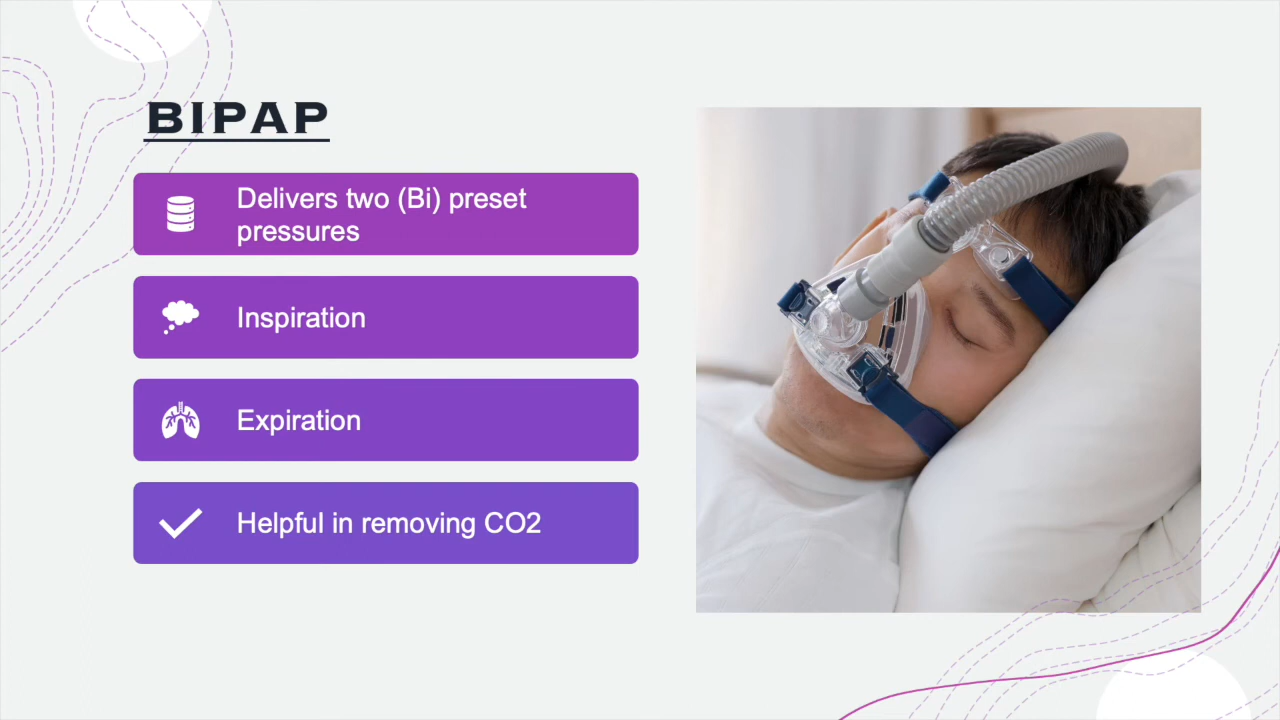 BIPAP
Delivers two (Bi) preset
pressures
Inspiration
Expiration
Helpful in removing CO2